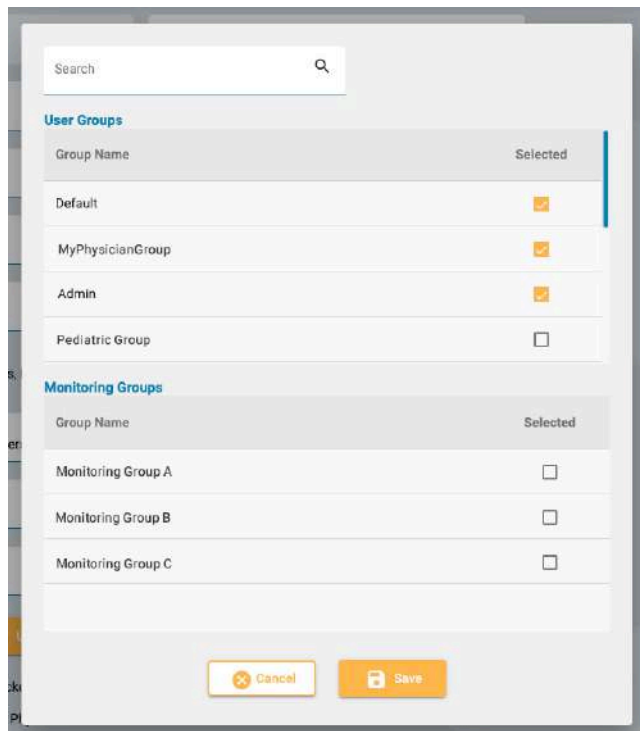 Search
User Groups
Group Name Selected
Default
MyPhysicianGroup
Admin
Pediatric Group
s,
Monitoring Groups
Group Name Selected
er
Monitoring Group A
Monitoring Group B
Monitoring Group C
Cancel Save